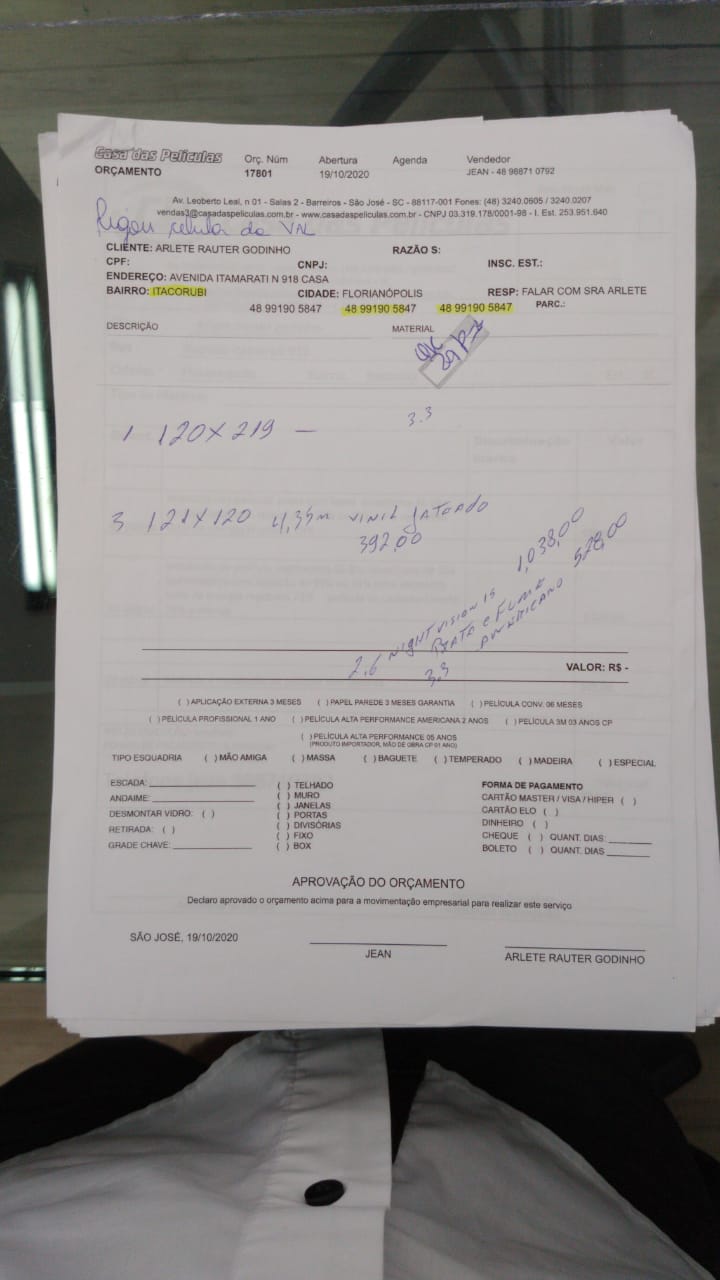 Casa das Películas Orç. Núm Abertura Agenda Vendedor
ORÇAMENTO 17801 19/10/2020 JEAN - 48 98871 0792
Av. Leoberto Leal, n 01 - Salas 2 - Barreiros - São José - SC - 88117-001 Fones: (48) 3240.0605 / 3240.0207
vendas3@casadaspeliculas.com.br - www.casadaspeliculas.com.br - CNPJ 03.319.178/0001-98 - I. Est. 253.951.640
da VAL
CLIENTE: ARLETE RAUTER GODINHO RAZÃO S:
CPF: CNPJ: INSC. EST.:
ENDEREÇO: AVENIDA ITAMARATI N 918 CASA
BAIRRO: ITACORUBI CIDADE: FLORIANÓPOLIS RESP: FALAR COM SRA ARLETE
48 99190 5847 48 99190 5847 48 99190 5847 PARC.:
DESCRIÇÃO MATERIAL
1 120X219 — 3.3
3 121X120 4,35m VINIL JATEADO
392,00
2.6 NIGHT VISION 15 1,038,00
3.3 PRATA e FUMÊ AMERICANO 528,00
VALOR: R$ -
( ) APLICAÇÃO EXTERNA 3 MESES ( ) PAPEL PAREDE 3 MESES GARANTIA ( ) PELÍCULA CONV. 06 MESES
( ) PELÍCULA PROFISSIONAL 1 ANO ( ) PELÍCULA ALTA PERFORMANCE AMERICANA 2 ANOS ( ) PELÍCULA 3M 03 ANOS CP
( ) PELÍCULA ALTA PERFORMANCE 05 ANOS
(PRODUTO IMPORTADOR, MÃO DE OBRA CP 01 ANO)
TIPO ESQUADRIA ( ) MÃO AMIGA ( ) MASSA ( ) BAGUETE ( ) TEMPERADO ( ) MADEIRA ( ) ESPECIAL
ESCADA: ( ) TELHADO FORMA DE PAGAMENTO
ANDAIME: ( ) MURO CARTÃO MASTER / VISA / HIPER ( )
( ) JANELAS CARTÃO ELO ( )
DESMONTAR VIDRO: ( ) ( ) PORTAS DINHEIRO ( )
RETIRADA: ( ) ( ) DIVISÓRIAS CHEQUE ( ) QUANT. DIAS:
GRADE CHAVE: ( ) FIXO BOLETO ( ) QUANT. DIAS
( ) BOX
APROVAÇÃO DO ORÇAMENTO
Declaro aprovado o orçamento acima para a movimentação empresarial para realizar este serviço
SÃO JOSÉ, 19/10/2020
JEAN ARLETE RAUTER GODINHO